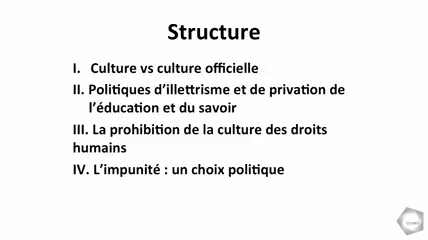 Structure
I. Culture vs culture officielle
II. Politiques d'illettrisme et de privation de
l'éducation et du savoir
III. La prohibition de la culture des droits
humains
IV. L'impunité : un choix politique